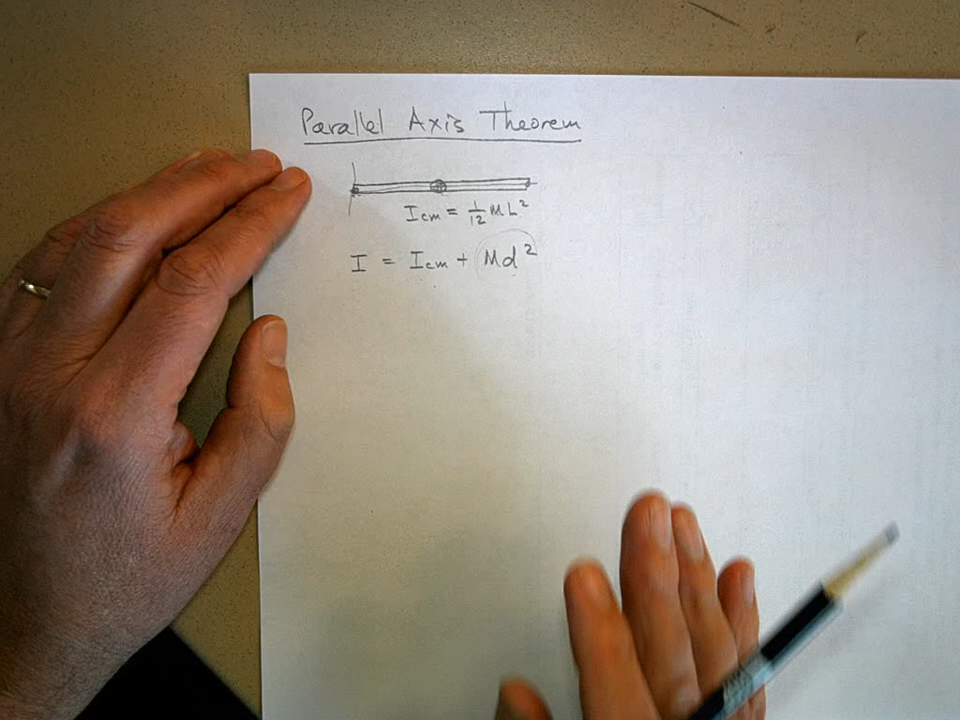 Parallel Axis Theorem
Icm = 1/12 ML²
I = Icm + Md²